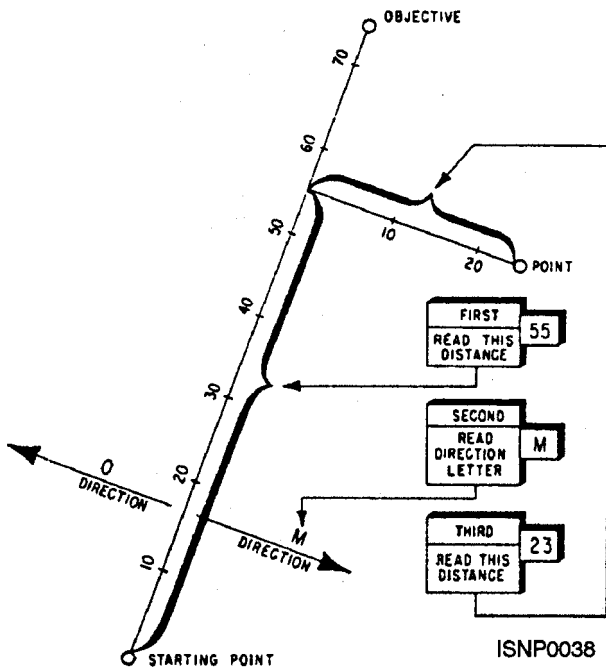 OBJECTIVE
70
60
50
40
30
20
10
10
20
POINT
FIRST
READ THIS
DISTANCE
55
SECOND
READ
DIRECTION
LETTER
M
THIRD
READ THIS
DISTANCE
23
O
DIRECTION
M
DIRECTION
STARTING POINT
ISNP0038